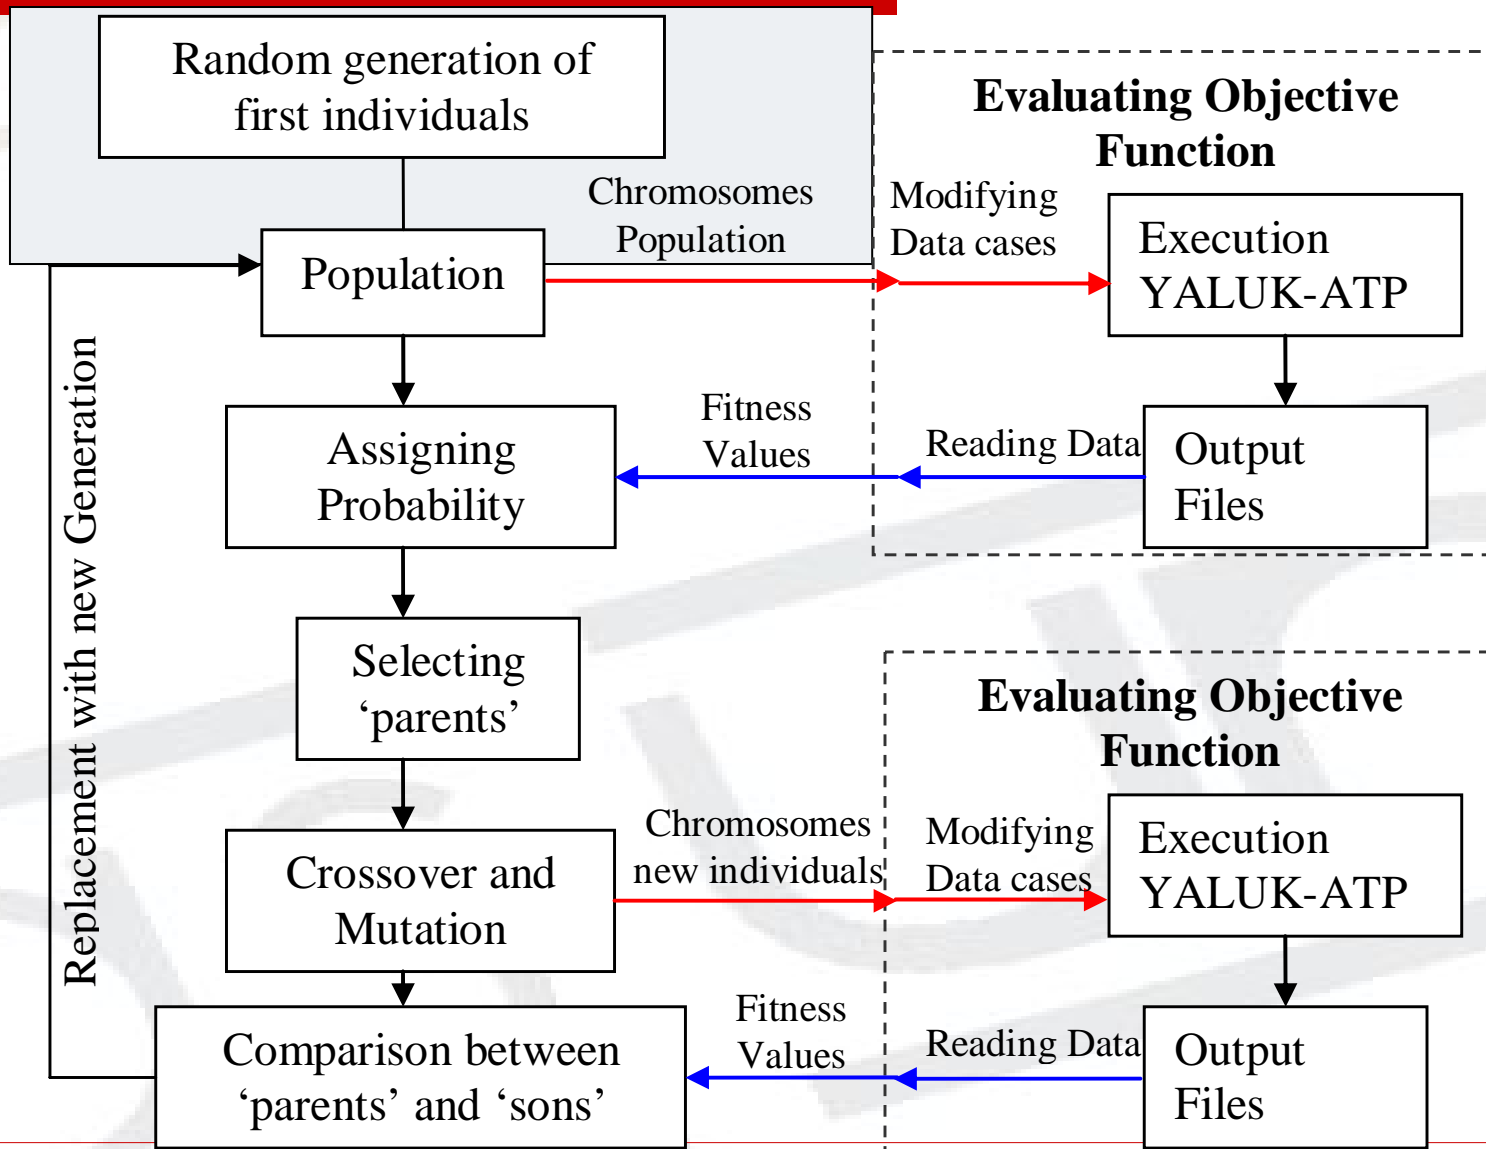 Random generation of
first individuals
Evaluating Objective
Function
Chromosomes
Population
Modifying
Data cases
Execution
YALUK-ATP
Population
Replacement with new Generation
Assigning
Probability
Fitness
Values
Reading Data
Output
Files
Selecting
‘parents’
Evaluating Objective
Function
Crossover and
Mutation
Chromosomes
new individuals
Modifying
Data cases
Execution
YALUK-ATP
Comparison between
‘parents’ and ‘sons’
Fitness
Values
Reading Data
Output
Files